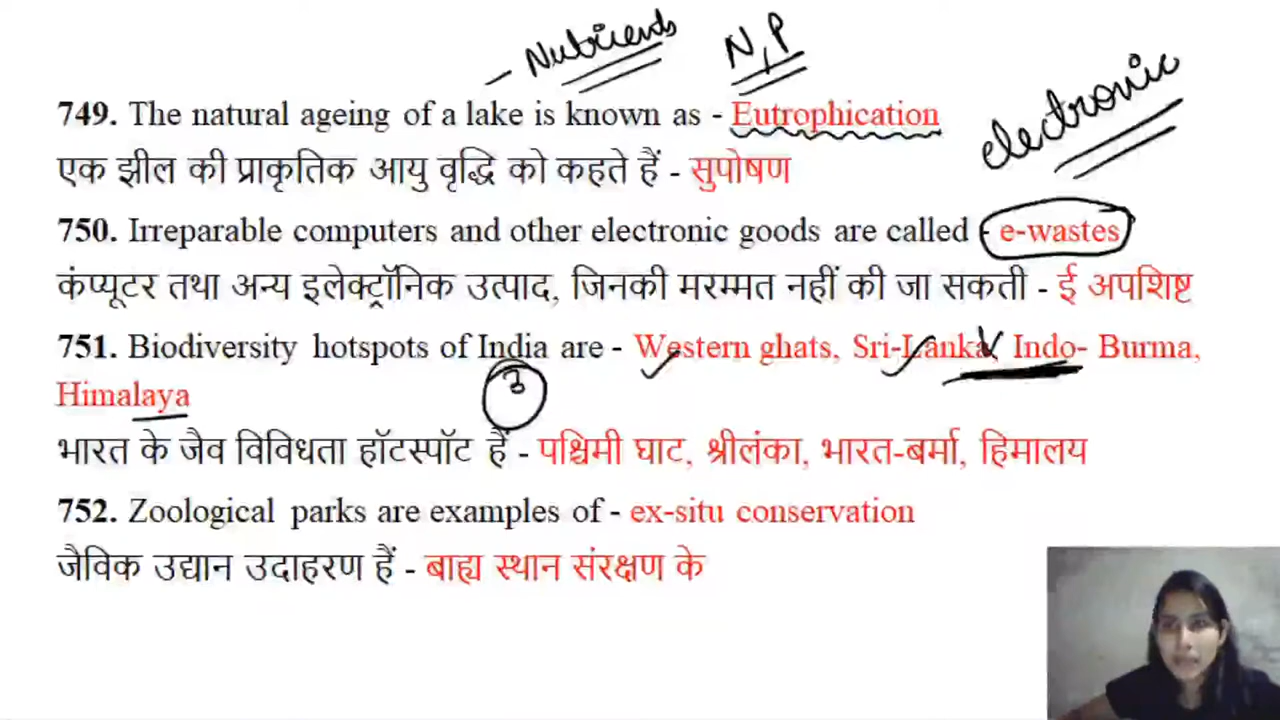 Nutrients N, P
electronic
749. The natural ageing of a lake is known as - Eutrophication
एक झील की प्राकृतिक आयु वृद्धि को कहते हैं - सुपोषण
750. Irreparable computers and other electronic goods are called - e-wastes
कंप्यूटर तथा अन्य इलेक्ट्रॉनिक उत्पाद, जिनकी मरम्मत नहीं की जा सकती - ई अपशिष्ट
751. Biodiversity hotspots of India are - Western ghats, Sri-Lanka, Indo- Burma,
Himalaya
3
भारत के जैव विविधता हॉटस्पॉट हैं - पश्चिमी घाट, श्रीलंका, भारत-बर्मा, हिमालय
752. Zoological parks are examples of - ex-situ conservation
जैविक उद्यान उदाहरण हैं - बाह्य स्थान संरक्षण के